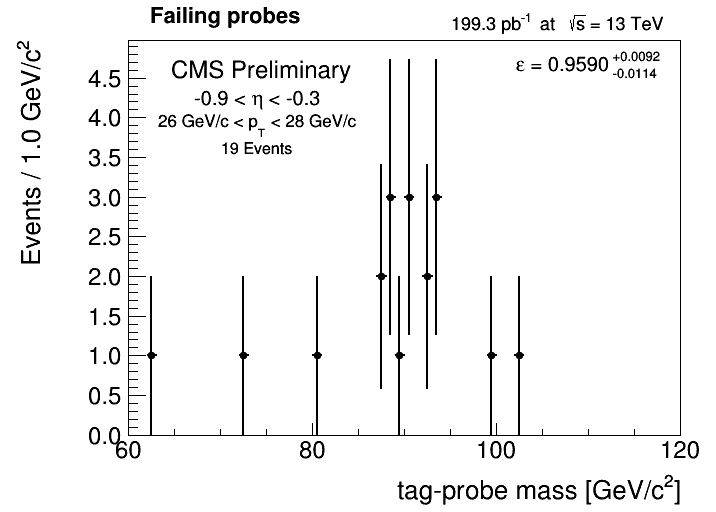 Failing probes
199.3 pb⁻¹ at √s = 13 TeV
CMS Preliminary
-0.9 < η < -0.3
26 GeV/c < p_T < 28 GeV/c
19 Events
ε = 0.9590 +0.0092 -0.0114
Events / 1.0 GeV/c²
4.5
4.0
3.5
3.0
2.5
2.0
1.5
1.0
0.5
0.0
60 80 100 120
tag-probe mass [GeV/c²]